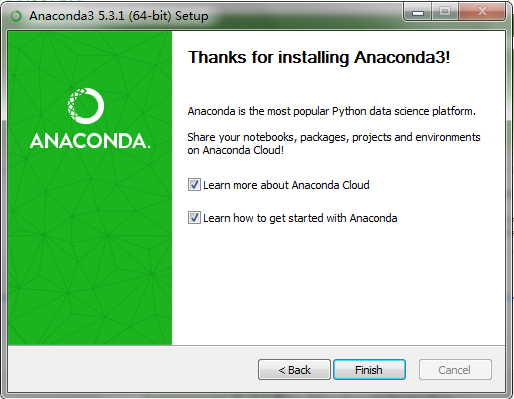 Anaconda3 5.3.1 (64-bit) Setup
Thanks for installing Anaconda3!
ANACONDA.
Anaconda is the most popular Python data science platform.
Share your notebooks, packages, projects and environments
on Anaconda Cloud!
Learn more about Anaconda Cloud
Learn how to get started with Anaconda
< Back
Finish
Cancel